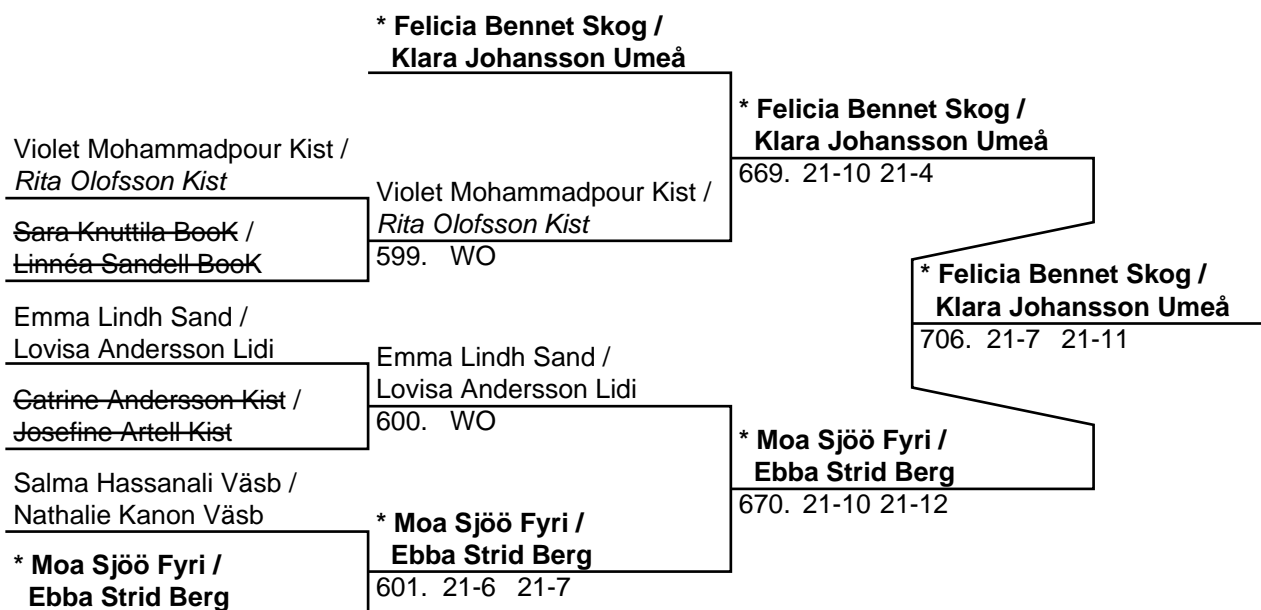 * Felicia Bennet Skog /
Klara Johansson Umeå
* Felicia Bennet Skog /
Klara Johansson Umeå
669. 21-10 21-4
Violet Mohammadpour Kist /
Rita Olofsson Kist
Violet Mohammadpour Kist /
Rita Olofsson Kist
599. WO
Sara Knuttila BooK /
Linnéa Sandell BooK
* Felicia Bennet Skog /
Klara Johansson Umeå
706. 21-7 21-11
Emma Lindh Sand /
Lovisa Andersson Lidi
Emma Lindh Sand /
Lovisa Andersson Lidi
600. WO
Catrine Andersson Kist /
Josefine Artell Kist
* Moa Sjöö Fyri /
Ebba Strid Berg
670. 21-10 21-12
Salma Hassanali Väsb /
Nathalie Kanon Väsb
* Moa Sjöö Fyri /
Ebba Strid Berg
601. 21-6 21-7
* Moa Sjöö Fyri /
Ebba Strid Berg